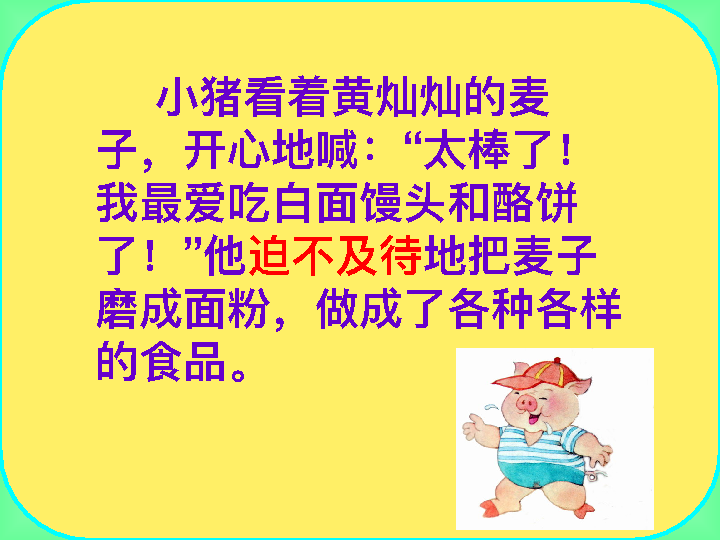 小猪看着黄灿灿的麦
子，开心地喊：“太棒了！
我最爱吃白面馒头和酪饼
了！”他迫不及待地把麦子
磨成面粉，做成了各种各样
的食品。